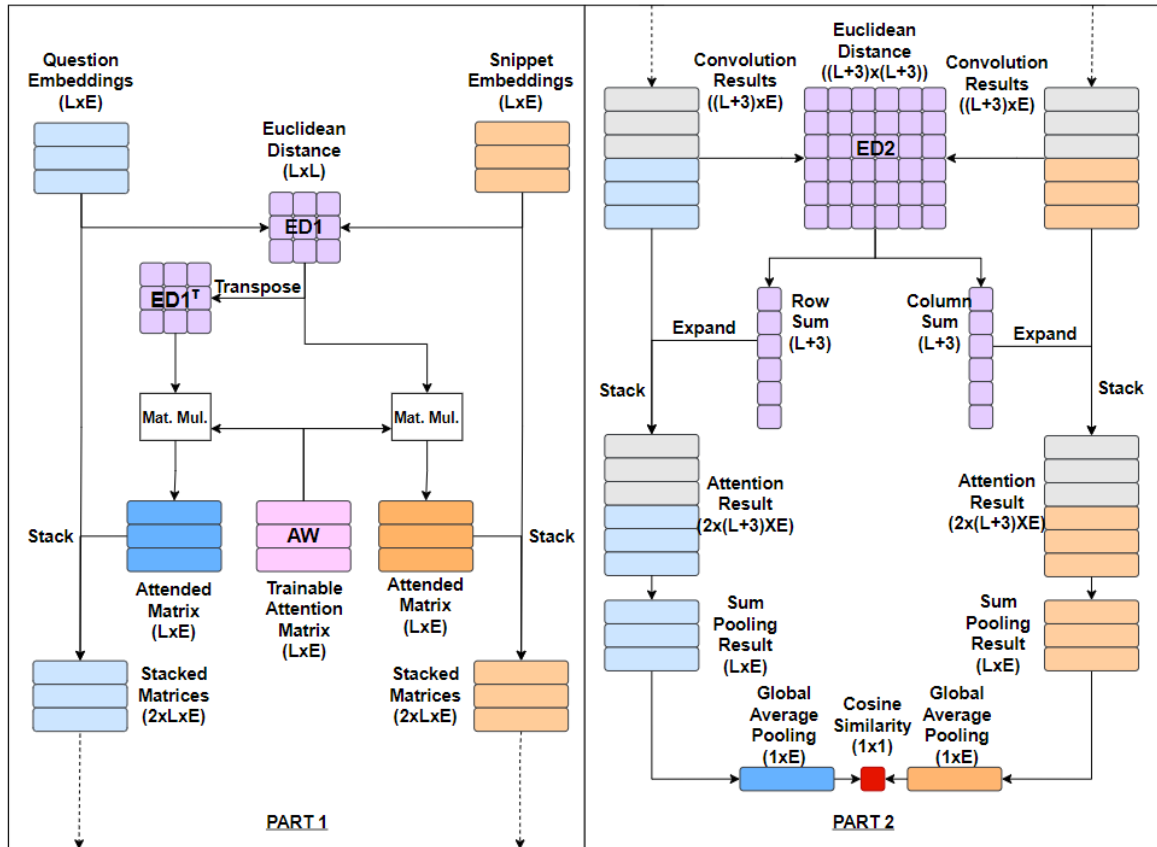 Question
Embeddings
(LxE)
Snippet
Embeddings
(LxE)
Euclidean
Distance
(LxL)
ED1
ED1ᵀ
Transpose
Mat. Mul.
Mat. Mul.
Stack
AW
Stack
Attended
Matrix
(LxE)
Trainable
Attention
Matrix
(LxE)
Attended
Matrix
(LxE)
Stacked
Matrices
(2xLxE)
Stacked
Matrices
(2xLxE)
PART 1
Convolution
Results
((L+3)xE)
Euclidean
Distance
((L+3)x(L+3))
Convolution
Results
((L+3)xE)
ED2
Row
Sum
(L+3)
Column
Sum
(L+3)
Expand
Expand
Stack
Stack
Attention
Result
(2x(L+3)XE)
Attention
Result
(2x(L+3)XE)
Sum
Pooling
Result
(LxE)
Sum
Pooling
Result
(LxE)
Global
Average
Pooling
(1xE)
Cosine
Similarity
(1x1)
Global
Average
Pooling
(1xE)
PART 2